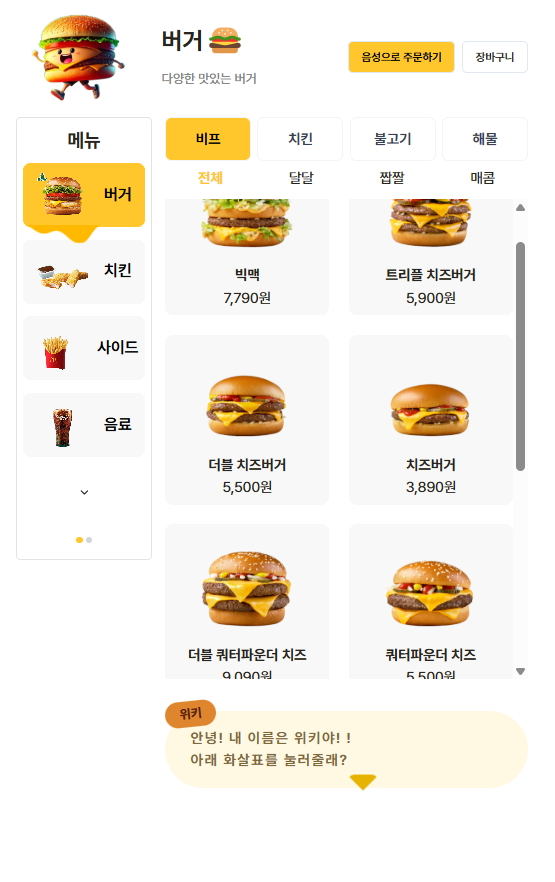 버거
다양한 맛있는 버거
음성으로 주문하기
장바구니
메뉴
버거
치킨
사이드
음료
비프
치킨
불고기
해물
전체
달달
짭짤
매콤
빅맥
7,790원
트리플 치즈버거
5,900원
더블 치즈버거
5,500원
치즈버거
3,890원
더블 쿼터파운더 치즈
9,090원
쿼터파운더 치즈
5,500원
위키
안녕! 내 이름은 위키야! !
아래 화살표를 눌러줄래?